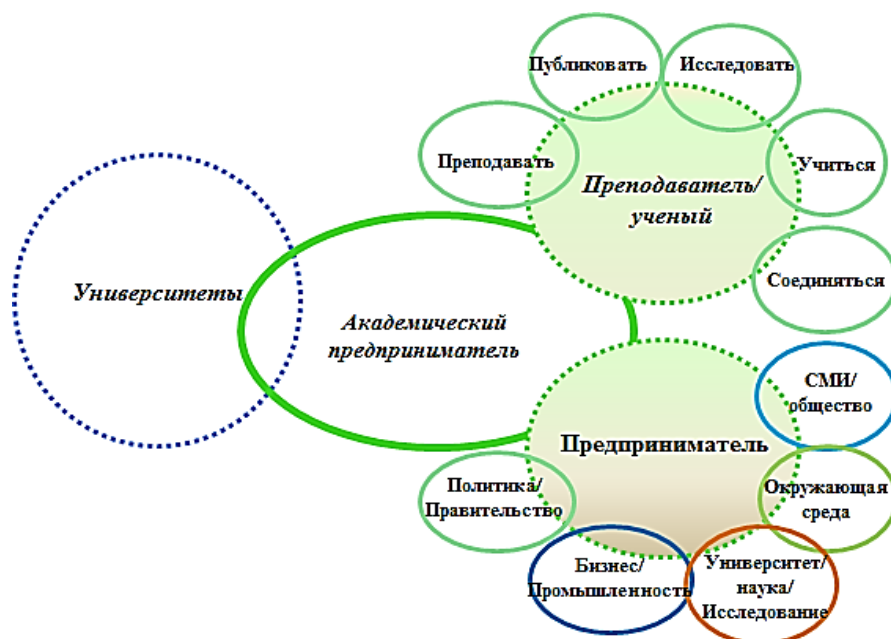 Публиковать
Исследовать
Преподавать
Учиться
Преподаватель/
ученый
Соединяться
Университеты
Академический
предприниматель
СМИ/
общество
Предприниматель
Политика/
Правительство
Окружающая
среда
Бизнес/
Промышленность
Университет/
наука/
Исследование